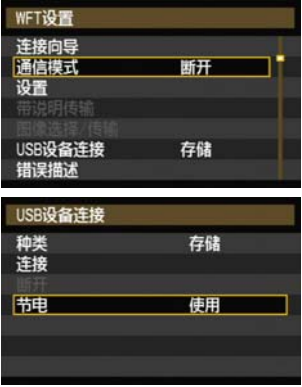 WFT设置
连接向导
通信模式 断开
设置
带说明传输
图像选择/传输
USB设备连接 存储
错误描述
USB设备连接
种类 存储
连接
断开
节电 使用